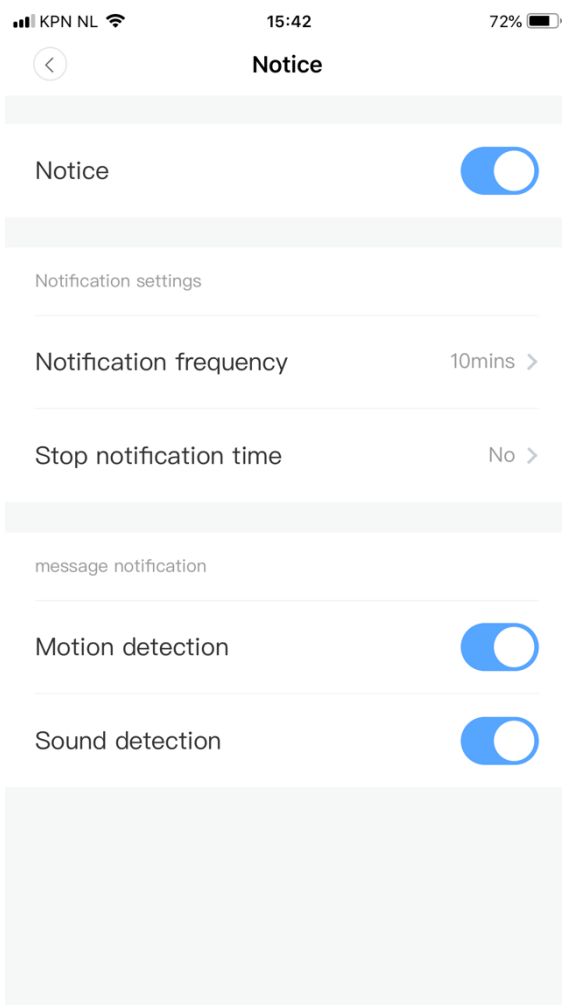 KPN NL 15:42 72%
Notice
Notice
Notification settings
Notification frequency 10mins
Stop notification time No
message notification
Motion detection
Sound detection